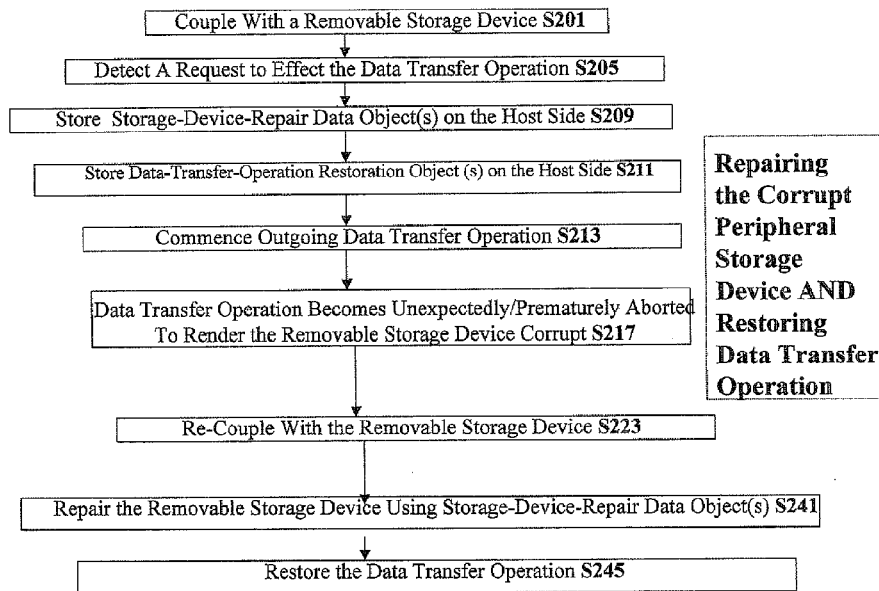 Couple With a Removable Storage Device S201
Detect A Request to Effect the Data Transfer Operation S205
Store Storage-Device-Repair Data Object(s) on the Host Side S209
Store Data-Transfer-Operation Restoration Object (s) on the Host Side S211
Commence Outgoing Data Transfer Operation S213
Data Transfer Operation Becomes Unexpectedly/Prematurely Aborted
To Render the Removable Storage Device Corrupt S217
Re-Couple With the Removable Storage Device S223
Repair the Removable Storage Device Using Storage-Device-Repair Data Object(s) S241
Restore the Data Transfer Operation S245
Repairing
the Corrupt
Peripheral
Storage
Device AND
Restoring
Data Transfer
Operation